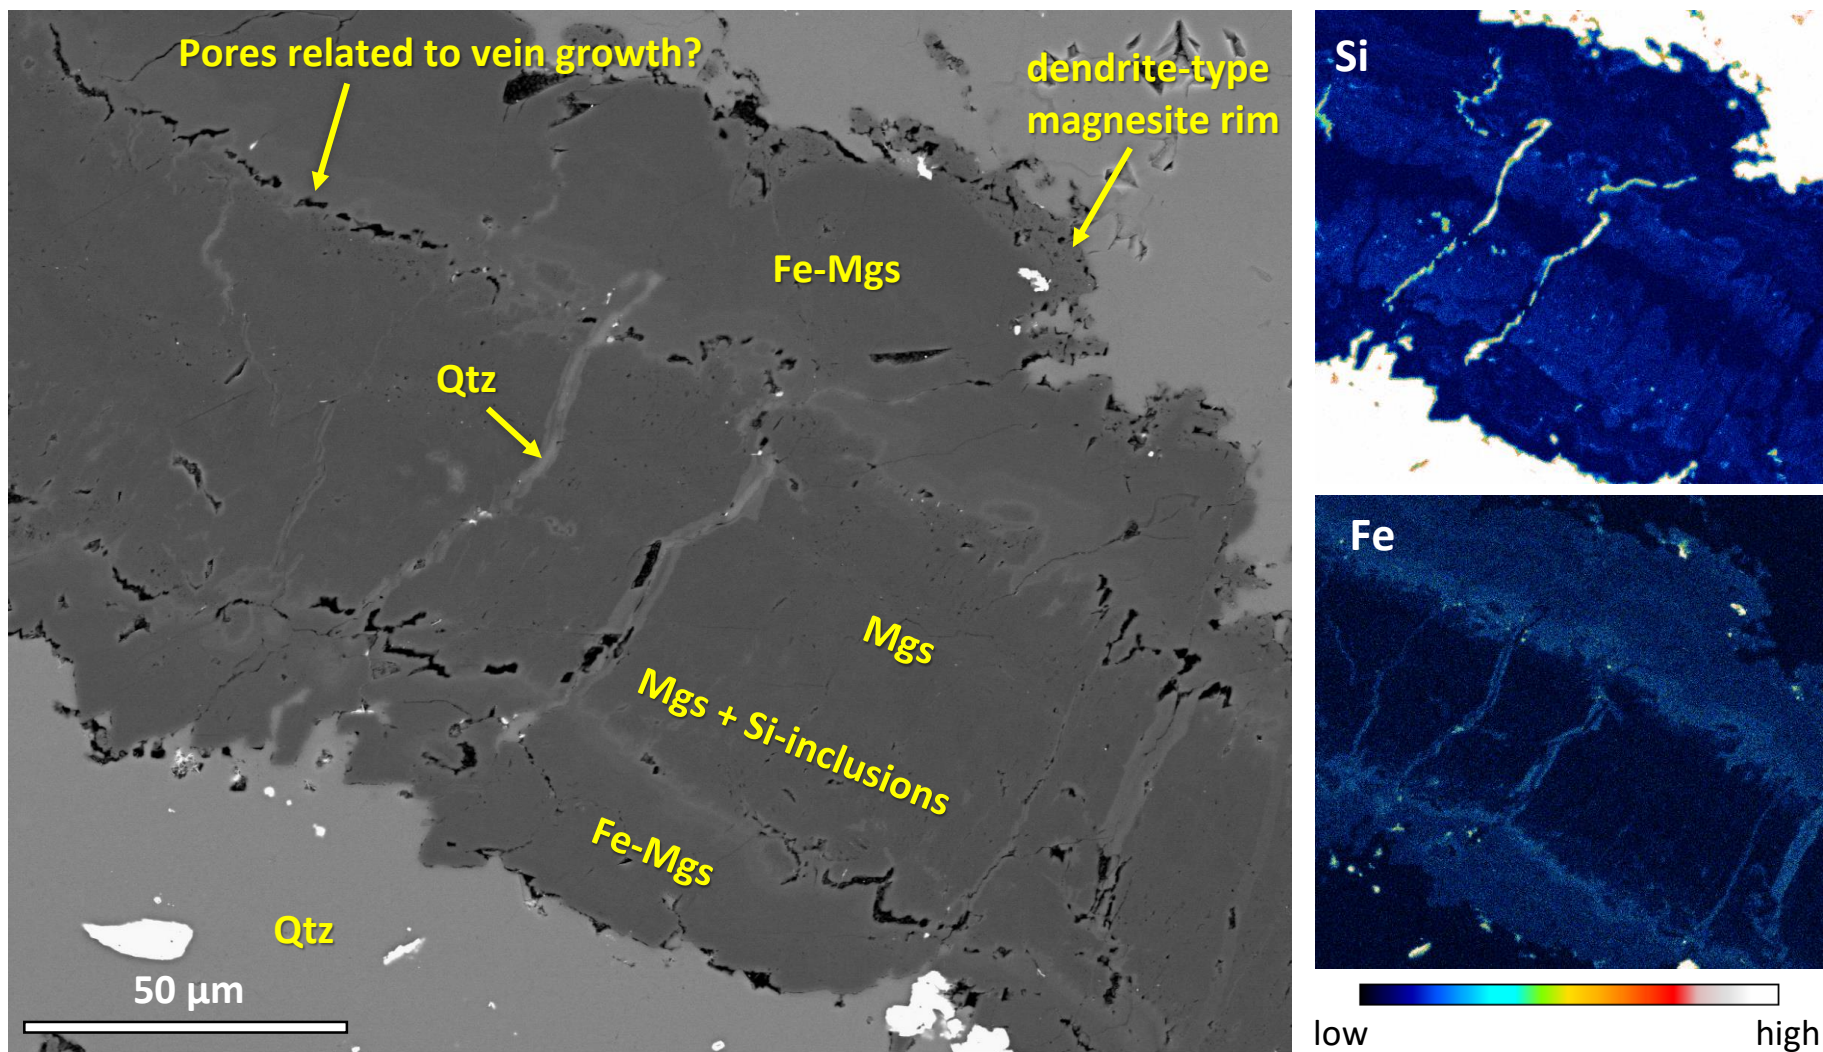 Pores related to vein growth?
dendrite-type
magnesite rim
Fe-Mgs
Qtz
Mgs
Mgs + Si-inclusions
Fe-Mgs
Qtz
50 µm
Si
Fe
low
high